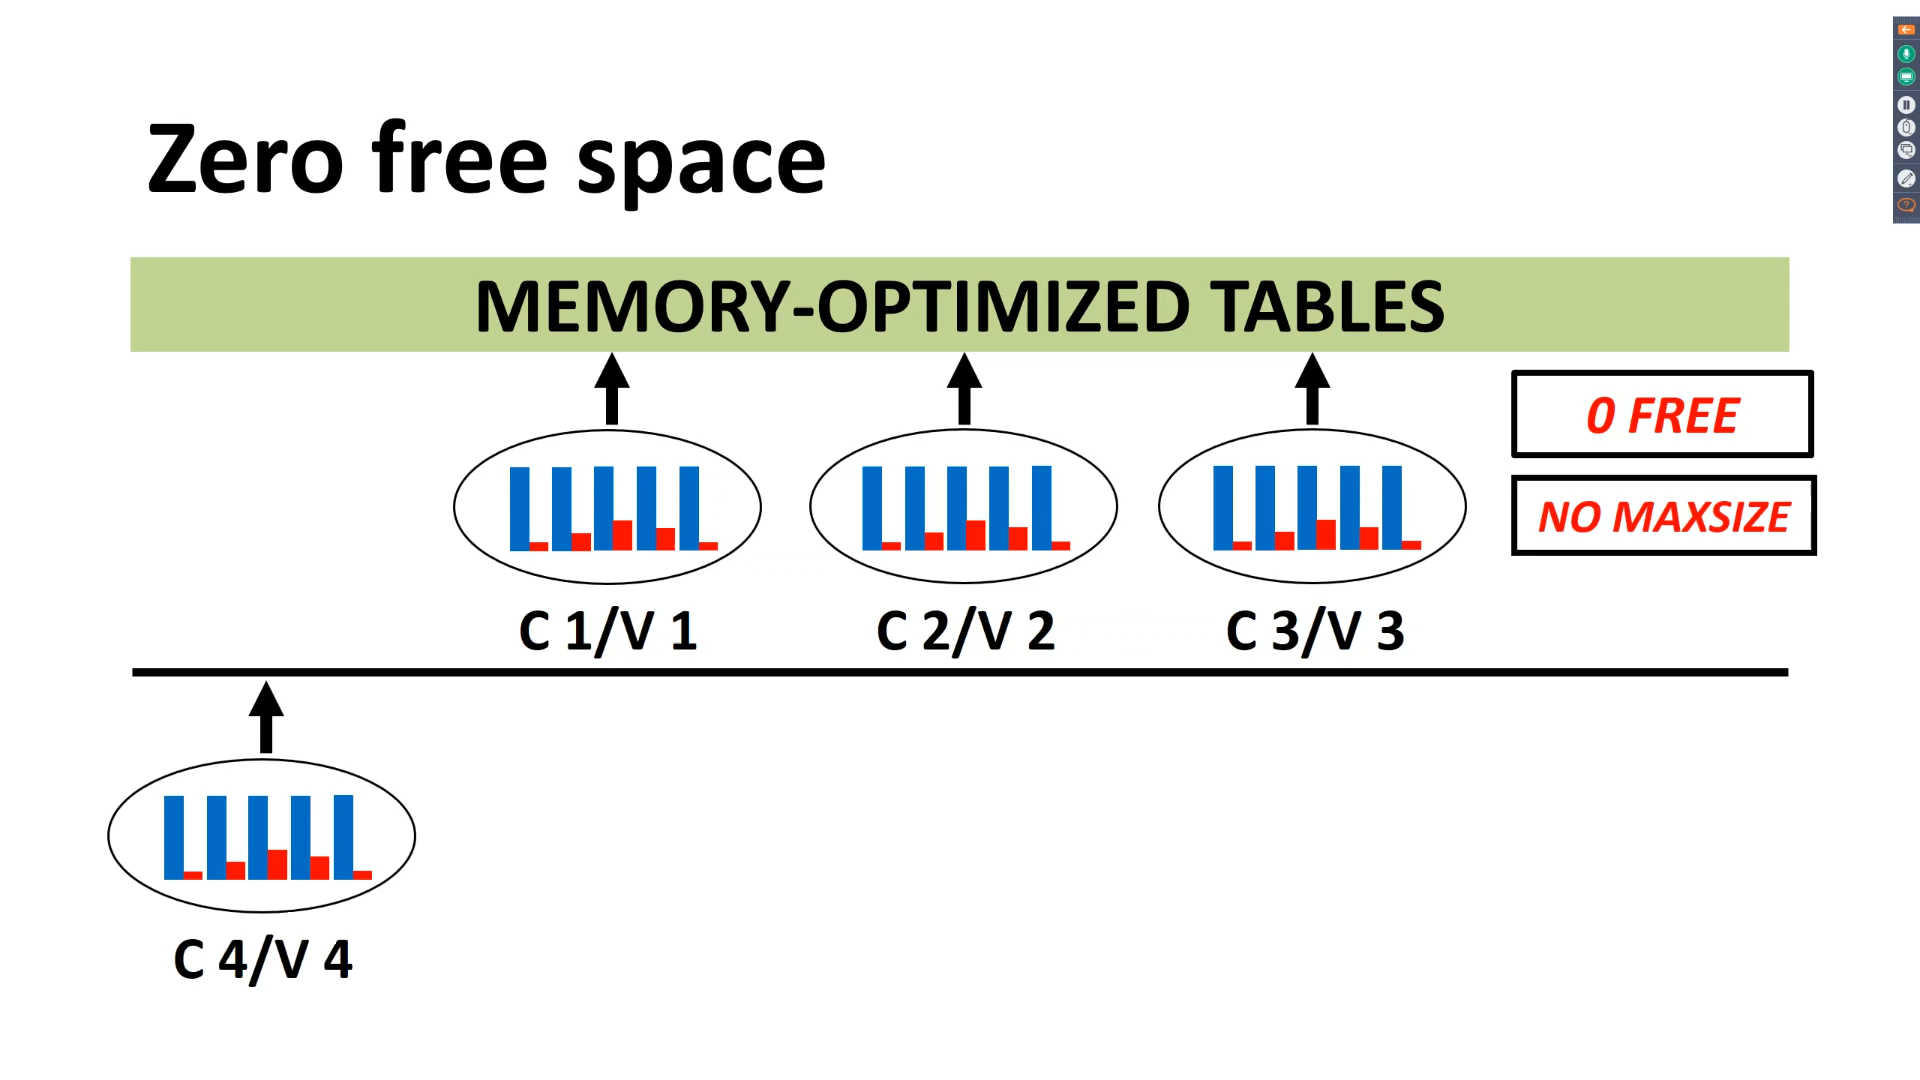 Zero free space
MEMORY-OPTIMIZED TABLES
0 FREE
NO MAXSIZE
C 1/V 1
C 2/V 2
C 3/V 3
C 4/V 4